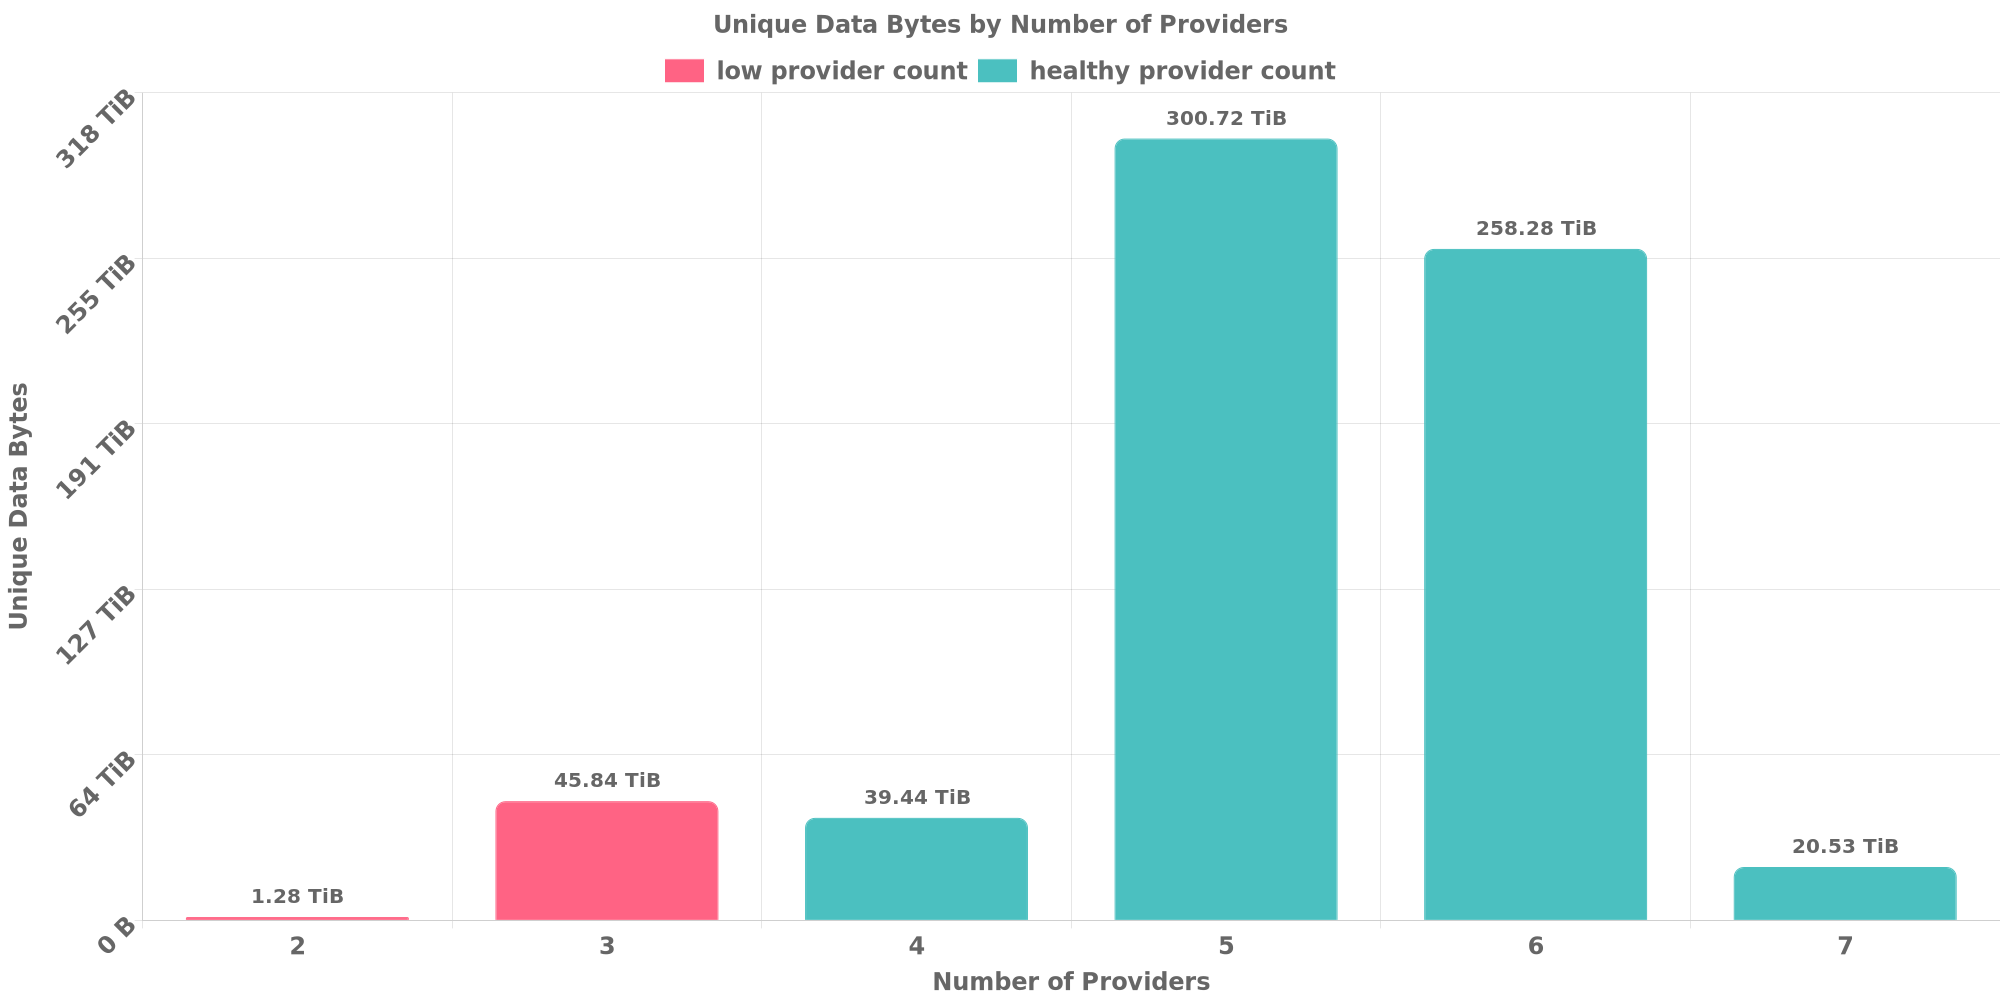 Unique Data Bytes by Number of Providers
low provider count
healthy provider count
318 TiB
255 TiB
191 TiB
127 TiB
64 TiB
0 B
Unique Data Bytes
1.28 TiB
45.84 TiB
39.44 TiB
300.72 TiB
258.28 TiB
20.53 TiB
2
3
4
5
6
7
Number of Providers